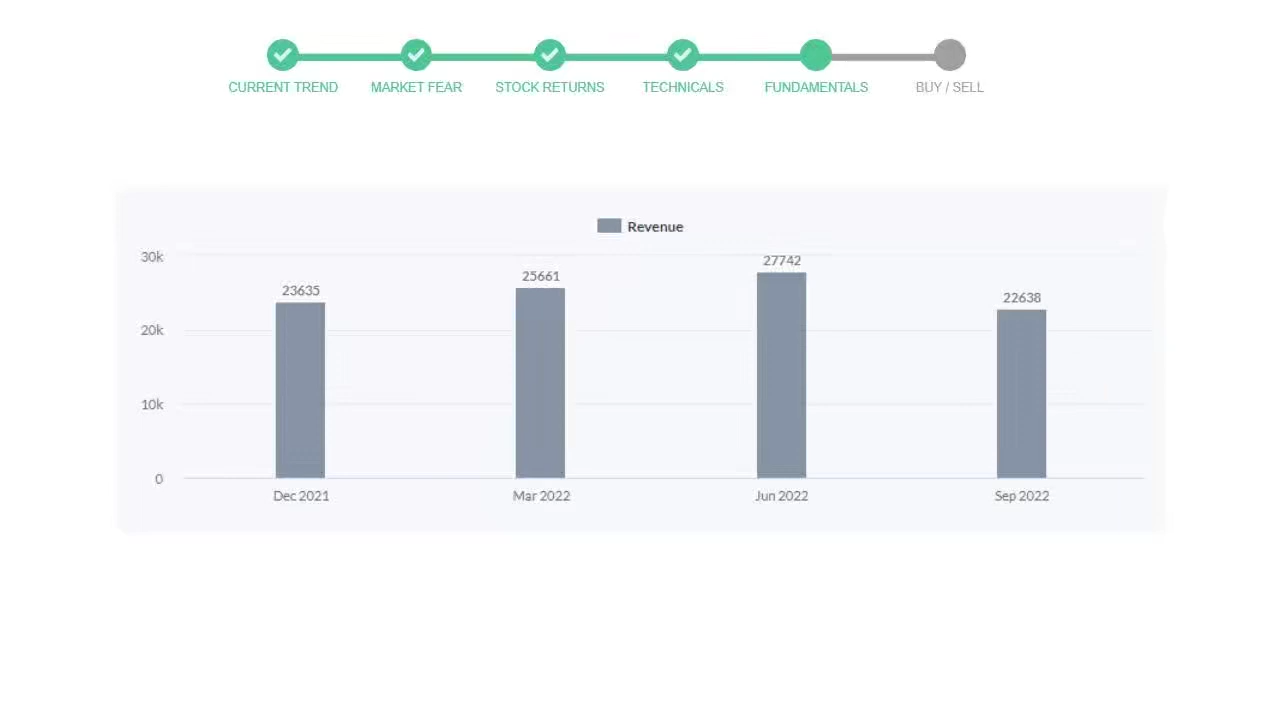 CURRENT TREND MARKET FEAR STOCK RETURNS TECHNICALS FUNDAMENTALS BUY / SELL
Revenue
30k
20k
10k
0
23635
25661
27742
22638
Dec 2021 Mar 2022 Jun 2022 Sep 2022